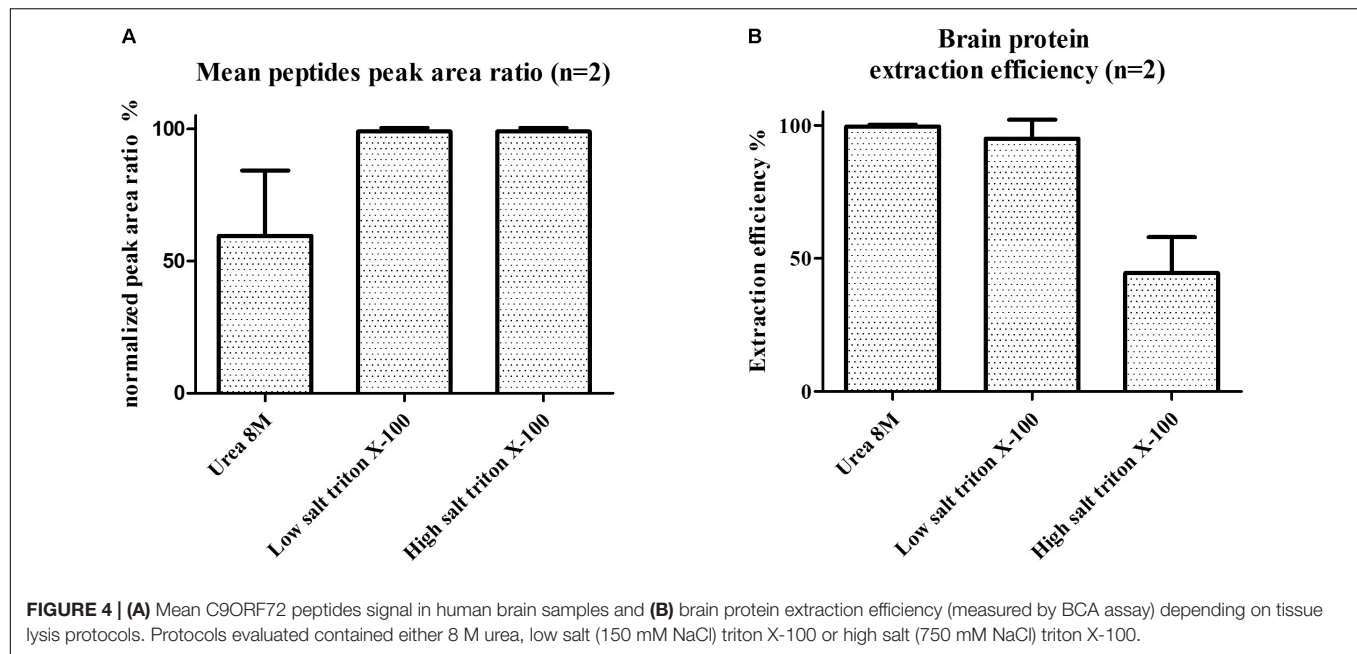 A
Mean peptides peak area ratio (n=2)
normalized peak area ratio %
100
50
0
Urea 8M
Low salt triton X-100
High salt triton X-100
B
Brain protein
extraction efficiency (n=2)
Extraction efficiency %
100
50
0
Urea 8M
Low salt triton X-100
High salt triton X-100
FIGURE 4 | (A) Mean C9ORF72 peptides signal in human brain samples and (B) brain protein extraction efficiency (measured by BCA assay) depending on tissue
lysis protocols. Protocols evaluated contained either 8 M urea, low salt (150 mM NaCl) triton X-100 or high salt (750 mM NaCl) triton X-100.